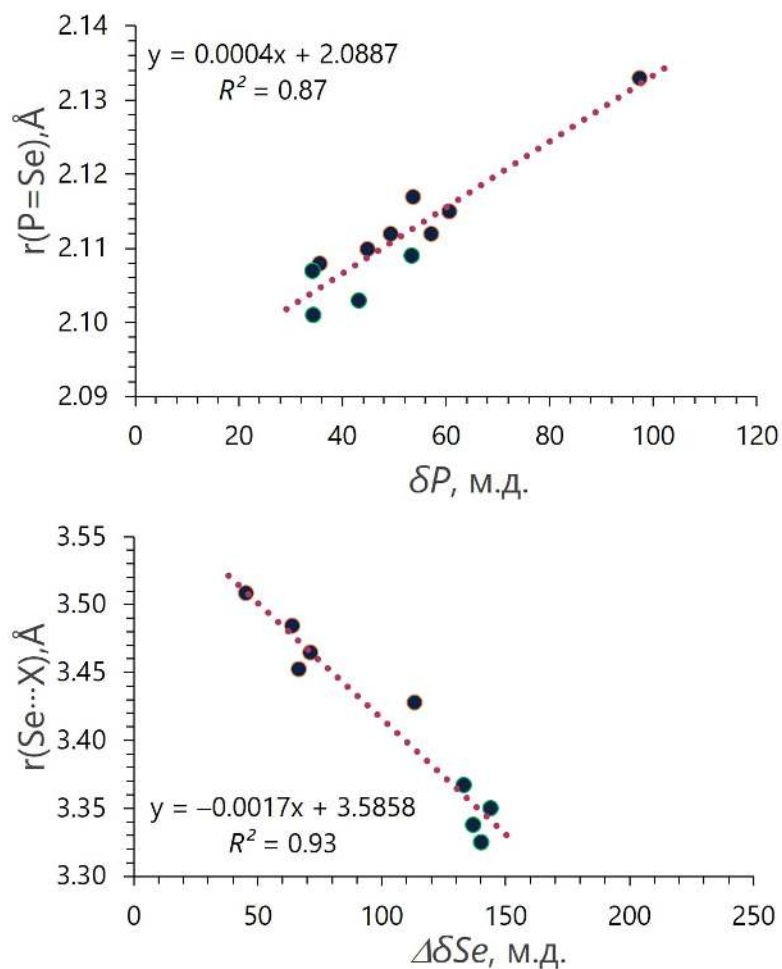 y = 0.0004x + 2.0887
R² = 0.87
r(P=Se),Å
2.14
2.13
2.12
2.11
2.10
2.09
0 20 40 60 80 100 120
δP, м.д.
y = –0.0017x + 3.5858
R² = 0.93
r(Se···X),Å
3.55
3.50
3.45
3.40
3.35
3.30
0 50 100 150 200 250
ΔδSe, м.д.